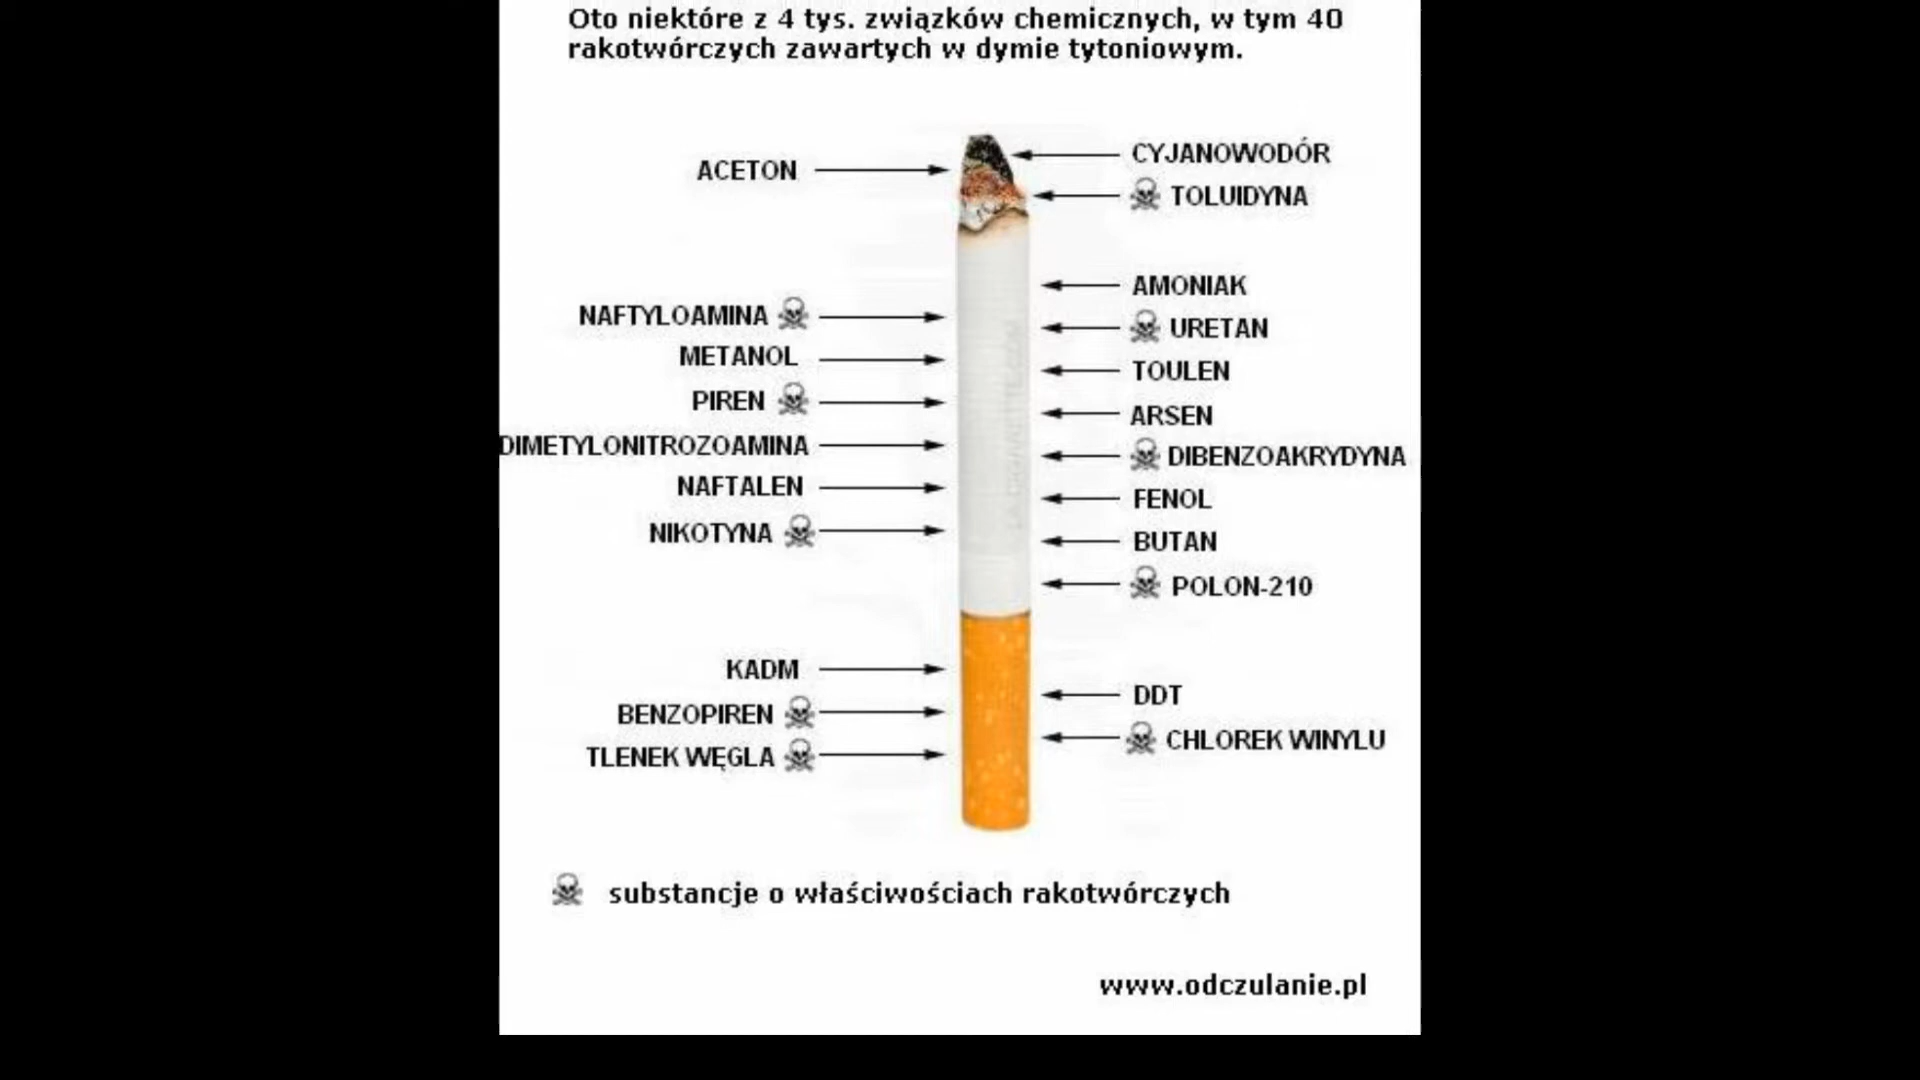 Oto niektóre z 4 tys. związków chemicznych, w tym 40
rakotwórczych zawartych w dymie tytoniowym.
ACETON
CYJANOWODÓR
TOLUIDYNA
NAFTYLOAMINA
METANOL
PIREN
DIMETYLONITROZOAMINA
NAFTALEN
NIKOTYNA
AMONIAK
URETAN
TOULEN
ARSEN
DIBENZOAKRYDYNA
FENOL
BUTAN
POLON-210
KADM
BENZOPIREN
TLENEK WĘGLA
DDT
CHLOREK WINYLU
substancje o właściwościach rakotwórczych
www.odczulanie.pl